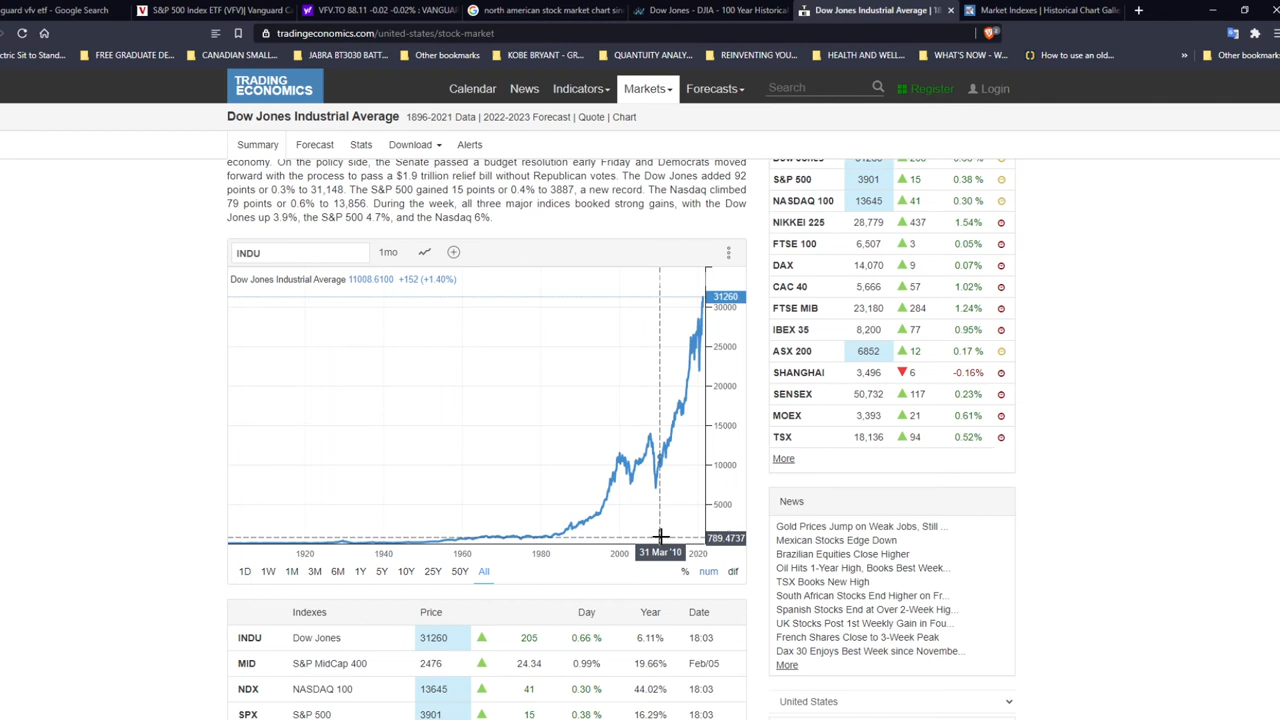 nguard vfv etf - Google Search
S&P 500 Index ETF (VFV)| Vanguard C
VFV.TO 88.11 -0.02 -0.02% : VANGUAR
north american stock market chart sin
Dow Jones - DJIA - 100 Year Historical
Dow Jones Industrial Average | 18
Market Indexes | Historical Chart Galle
tradingeconomics.com/united-states/stock-market
ctric Sit to Stand...
FREE GRADUATE DE...
CANADIAN SMALL...
JABRA BT3030 BATT...
Other bookmarks
KOBE BRYANT - GR...
QUANTUITY ANALY...
REINVENTING YOU...
HEALTH AND WELL...
WHAT'S NOW – W...
How to use an old...
»
Other bookmarks
TRADING
ECONOMICS
Calendar
News
Indicators
Markets
Forecasts
Search
Register
Login
Dow Jones Industrial Average 1896-2021 Data | 2022-2023 Forecast | Quote | Chart
Summary
Forecast
Stats
Download
Alerts
economy. On the policy side, the Senate passed a budget resolution early Friday and Democrats moved
forward with the process to pass a $1.9 trillion relief bill without Republican votes. The Dow Jones added 92
points or 0.3% to 31,148. The S&P 500 gained 15 points or 0.4% to 3887, a new record. The Nasdaq climbed
79 points or 0.6% to 13,856. During the week, all three major indices booked strong gains, with the Dow
Jones up 3.9%, the S&P 500 4.7%, and the Nasdaq 6%.
INDU
1mo
Dow Jones Industrial Average 11008.6100 +152 (+1.40%)
31260
30000
25000
20000
15000
10000
5000
789.4737
1920
1940
1960
1980
2000
31 Mar '10
2020
1D 1W 1M 3M 6M 1Y 5Y 10Y 25Y 50Y All
% num dif
Indexes Price Day Year Date
INDU Dow Jones 31260 205 0.66 % 6.11% 18:03
MID S&P MidCap 400 2476 24.34 0.99% 19.66% Feb/05
NDX NASDAQ 100 13645 41 0.30 % 44.02% 18:03
SPX S&P 500 3901 15 0.38 % 16.29% 18:03
Dow Jones
S&P 500 3901 15 0.38 %
NASDAQ 100 13645 41 0.30 %
NIKKEI 225 28,779 437 1.54%
FTSE 100 6,507 3 0.05%
DAX 14,070 9 0.07%
CAC 40 5,666 57 1.02%
FTSE MIB 23,180 284 1.24%
IBEX 35 8,200 77 0.95%
ASX 200 6852 12 0.17 %
SHANGHAI 3,496 6 -0.16%
SENSEX 50,732 117 0.23%
MOEX 3,393 21 0.61%
TSX 18,136 94 0.52%
More
News
Gold Prices Jump on Weak Jobs, Still ...
Mexican Stocks Edge Down
Brazilian Equities Close Higher
Oil Hits 1-Year High, Books Best Week...
TSX Books New High
South African Stocks End Higher on Fr...
Spanish Stocks End at Over 2-Week Hig...
UK Stocks Post 1st Weekly Gain in Fou...
French Shares Close to 3-Week Peak
Dax 30 Enjoys Best Week since Novembe...
More
United States